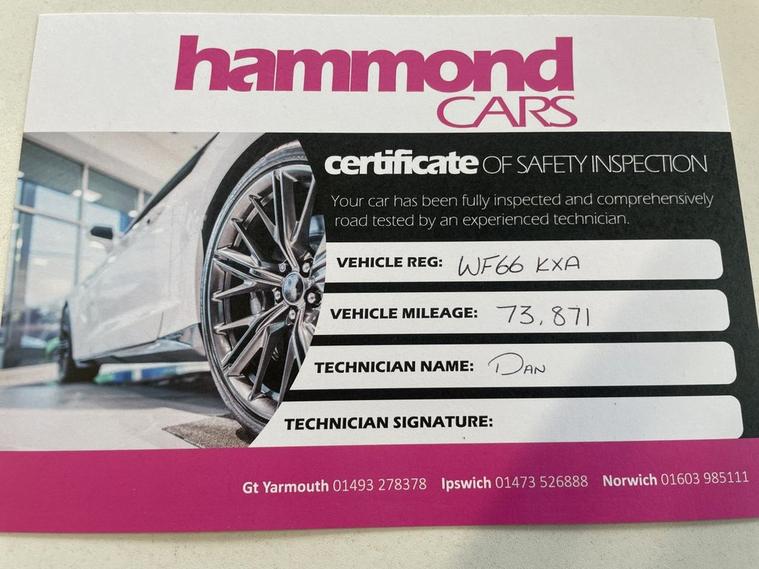 hammond
CARS
certificate OF SAFETY INSPECTION
Your car has been fully inspected and comprehensively
road tested by an experienced technician.
VEHICLE REG: WF66 KXA
VEHICLE MILEAGE: 73,871
TECHNICIAN NAME: DAN
TECHNICIAN SIGNATURE:
Gt Yarmouth 01493 278378 Ipswich 01473 526888 Norwich 01603 985111